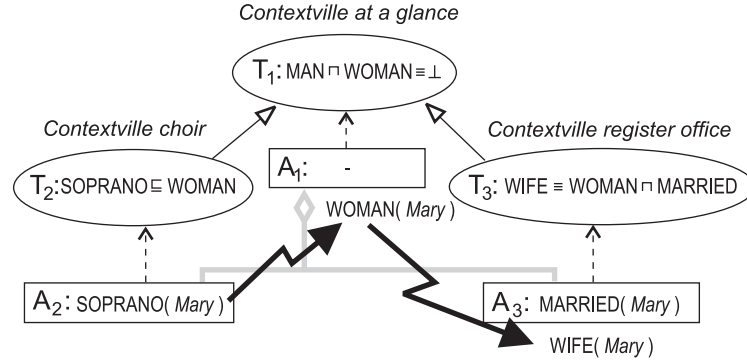 Contextville at a glance
T1: MAN ⊓ WOMAN ≡ ⊥
Contextville choir
Contextville register office
A1: -
T2: SOPRANO ⊑ WOMAN
T3: WIFE ≡ WOMAN ⊓ MARRIED
WOMAN( Mary )
A2: SOPRANO( Mary )
A3: MARRIED( Mary )
WIFE( Mary )